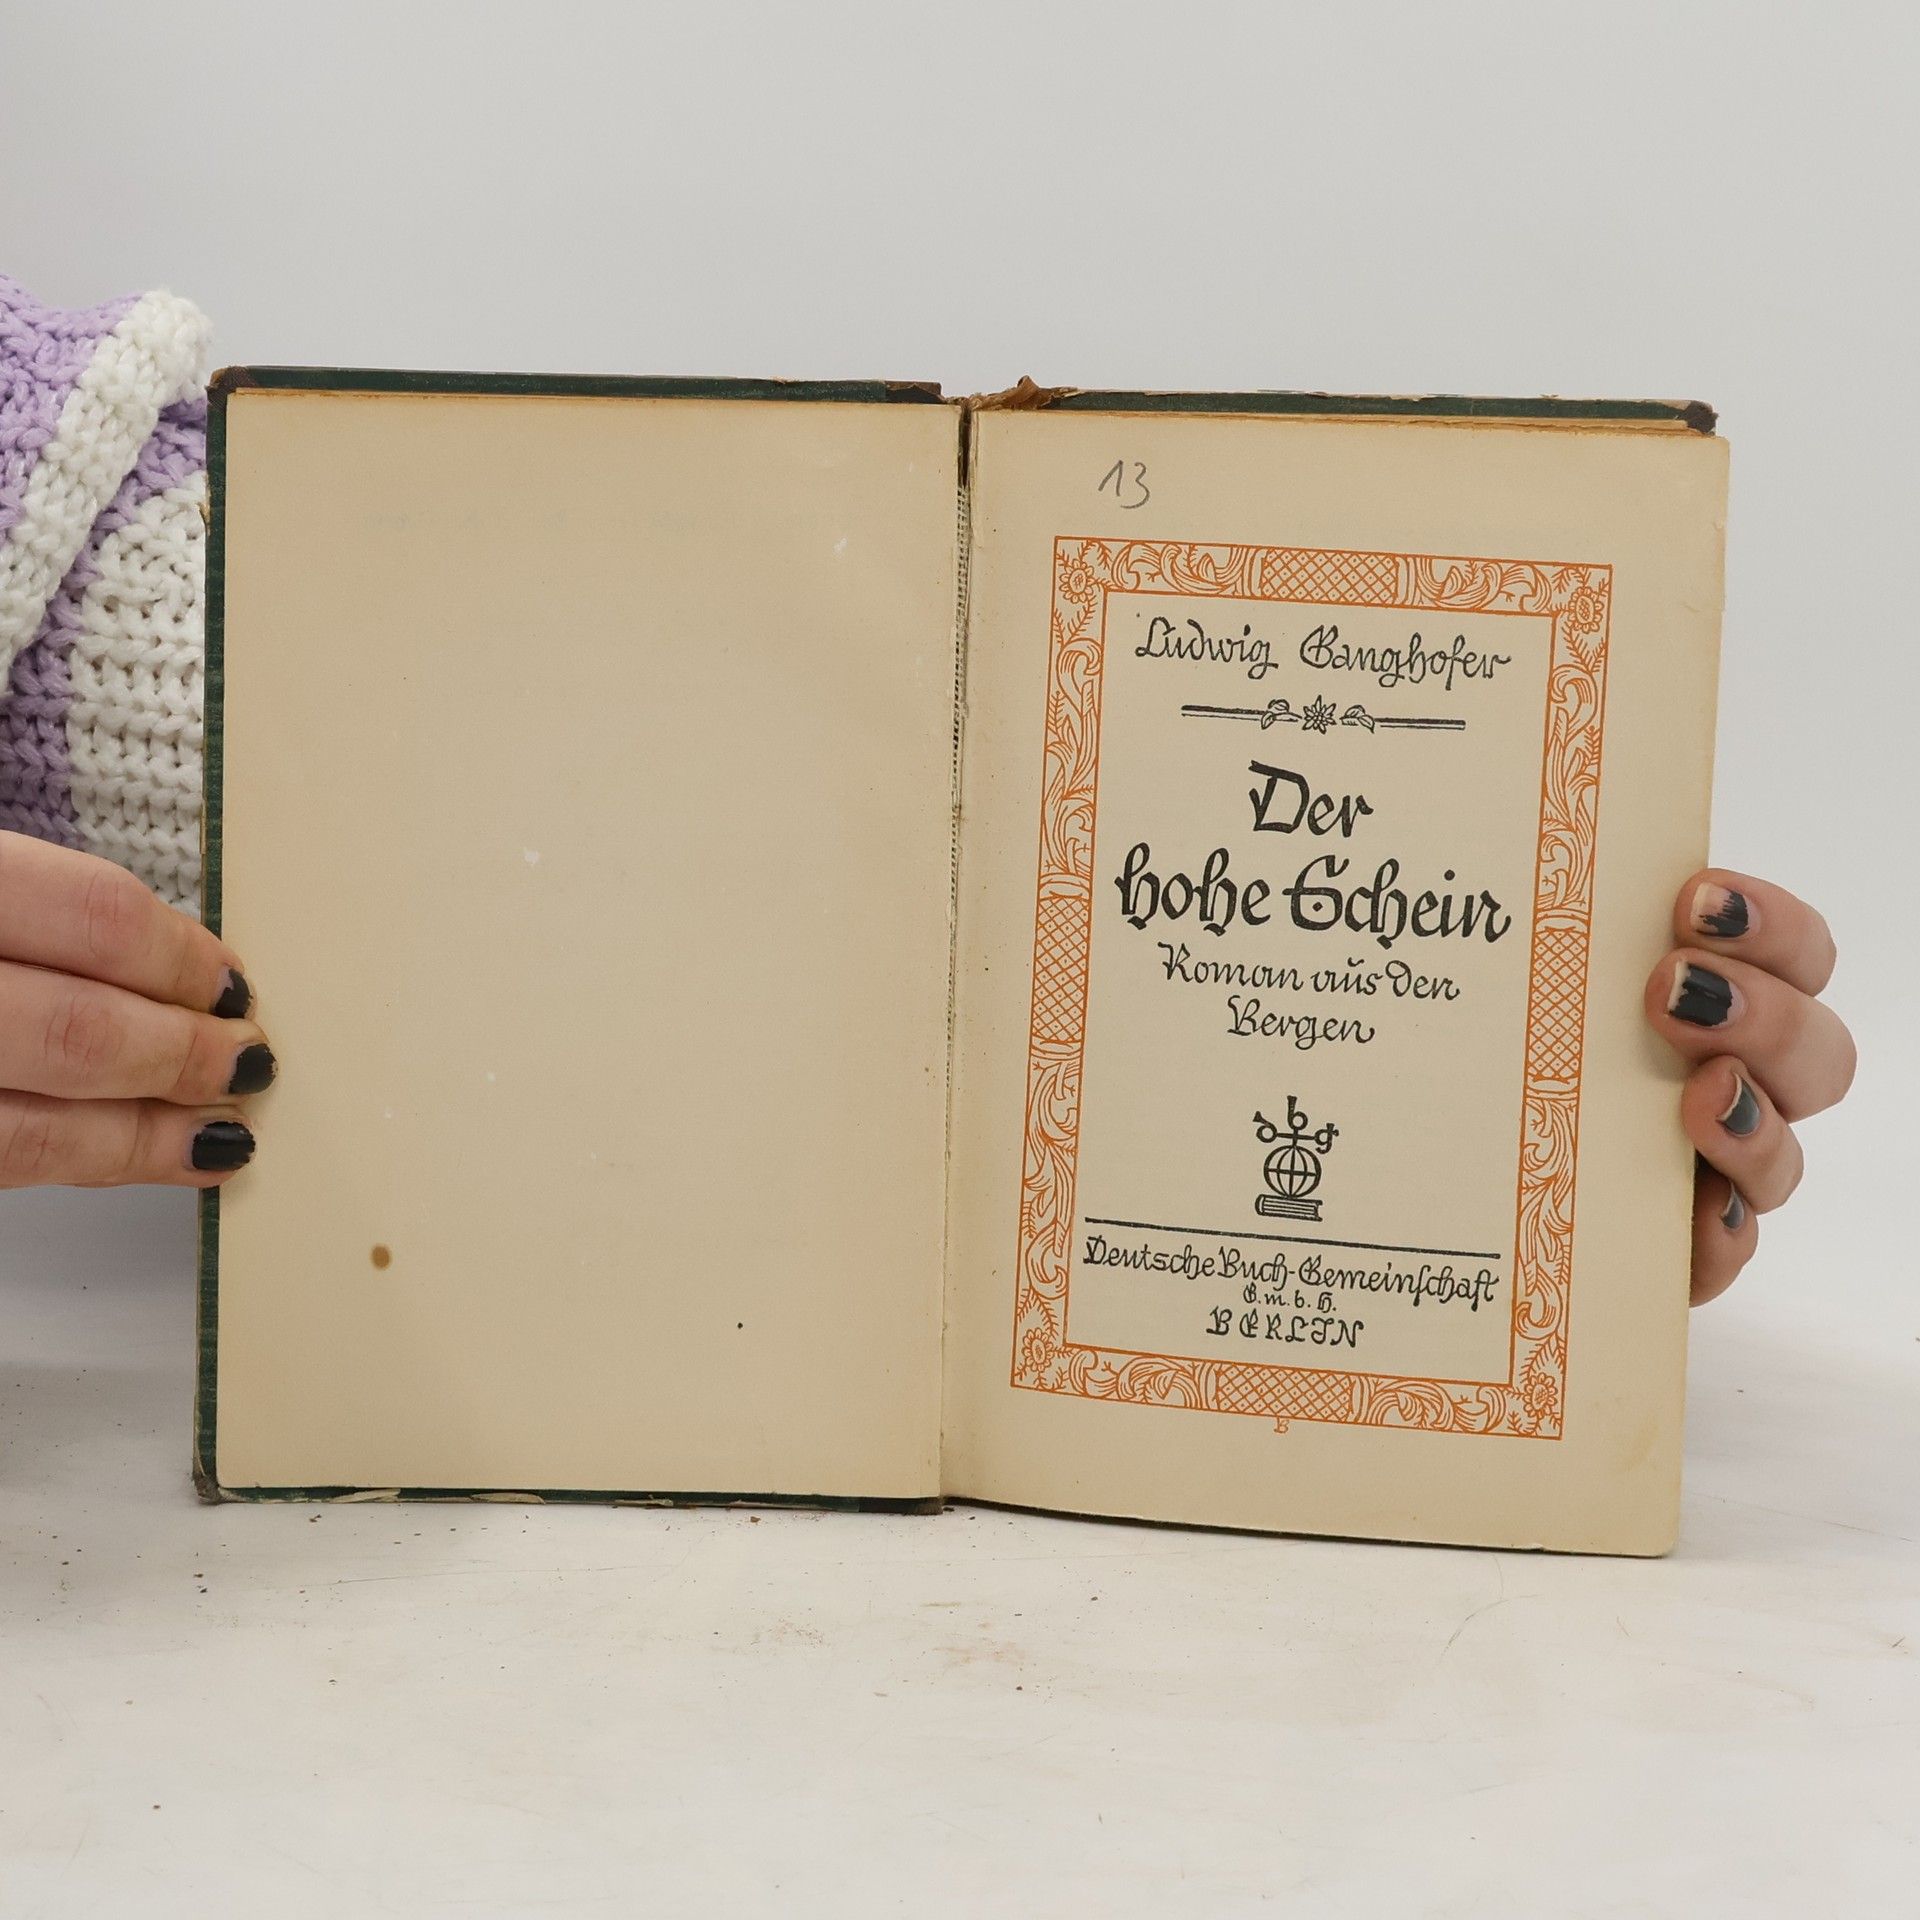 13
Ludwig Ganghofer
Der
hohe Schein
Roman aus den
Bergen
dbg
Deutsche Buch-Gemeinschaft
G.m.b.H.
BERLIN
B